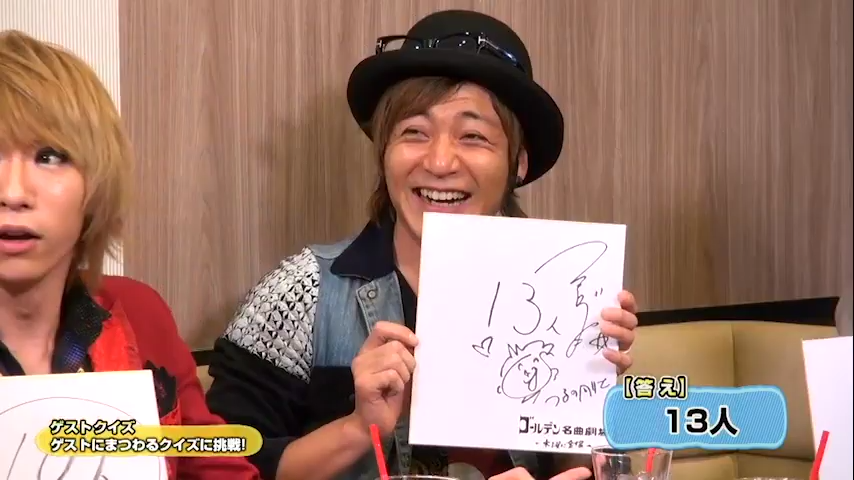 13人
ゴールデン名曲劇場
【答え】
13人
ゲストクイズ
ゲストにまつわるクイズに挑戦!